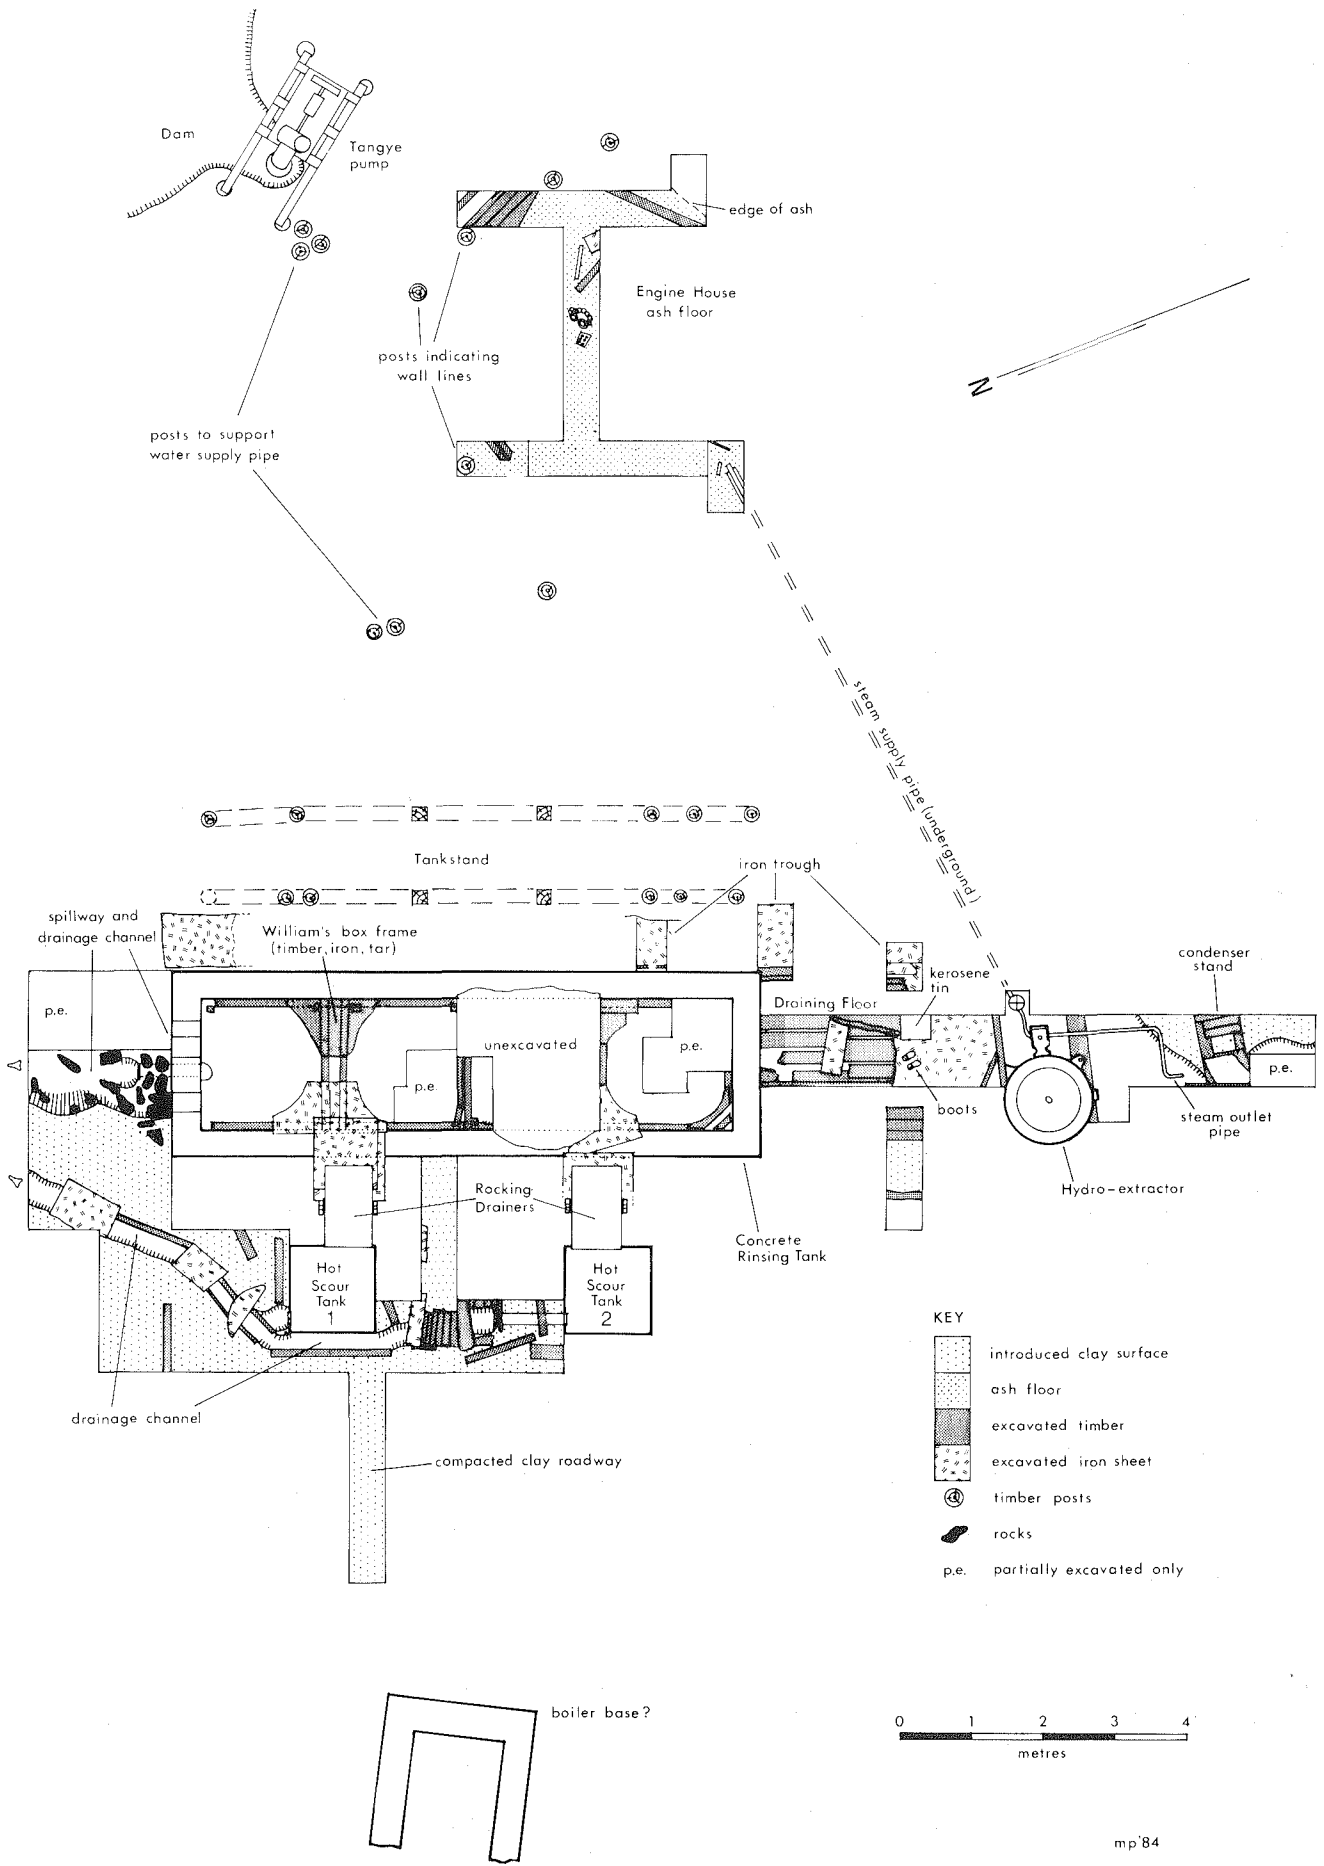 Dam
Tangye
pump
edge of ash
Engine House
ash floor
posts indicating
wall lines
N
posts to support
water supply pipe
steam supply pipe (underground)
Tankstand
iron trough
spillway and
drainage channel
William's box frame
(timber, iron, tar)
condenser
stand
kerosene
tin
Draining Floor
p.e.
unexcavated
p.e.
p.e.
p.e.
boots
steam outlet
pipe
Hydro-extractor
Rocking
Drainers
Concrete
Rinsing Tank
Hot
Scour
Tank
1
Hot
Scour
Tank
2
KEY
introduced clay surface
ash floor
excavated timber
excavated iron sheet
timber posts
rocks
p.e. partially excavated only
drainage channel
compacted clay roadway
boiler base?
0 1 2 3 4
metres
mp'84